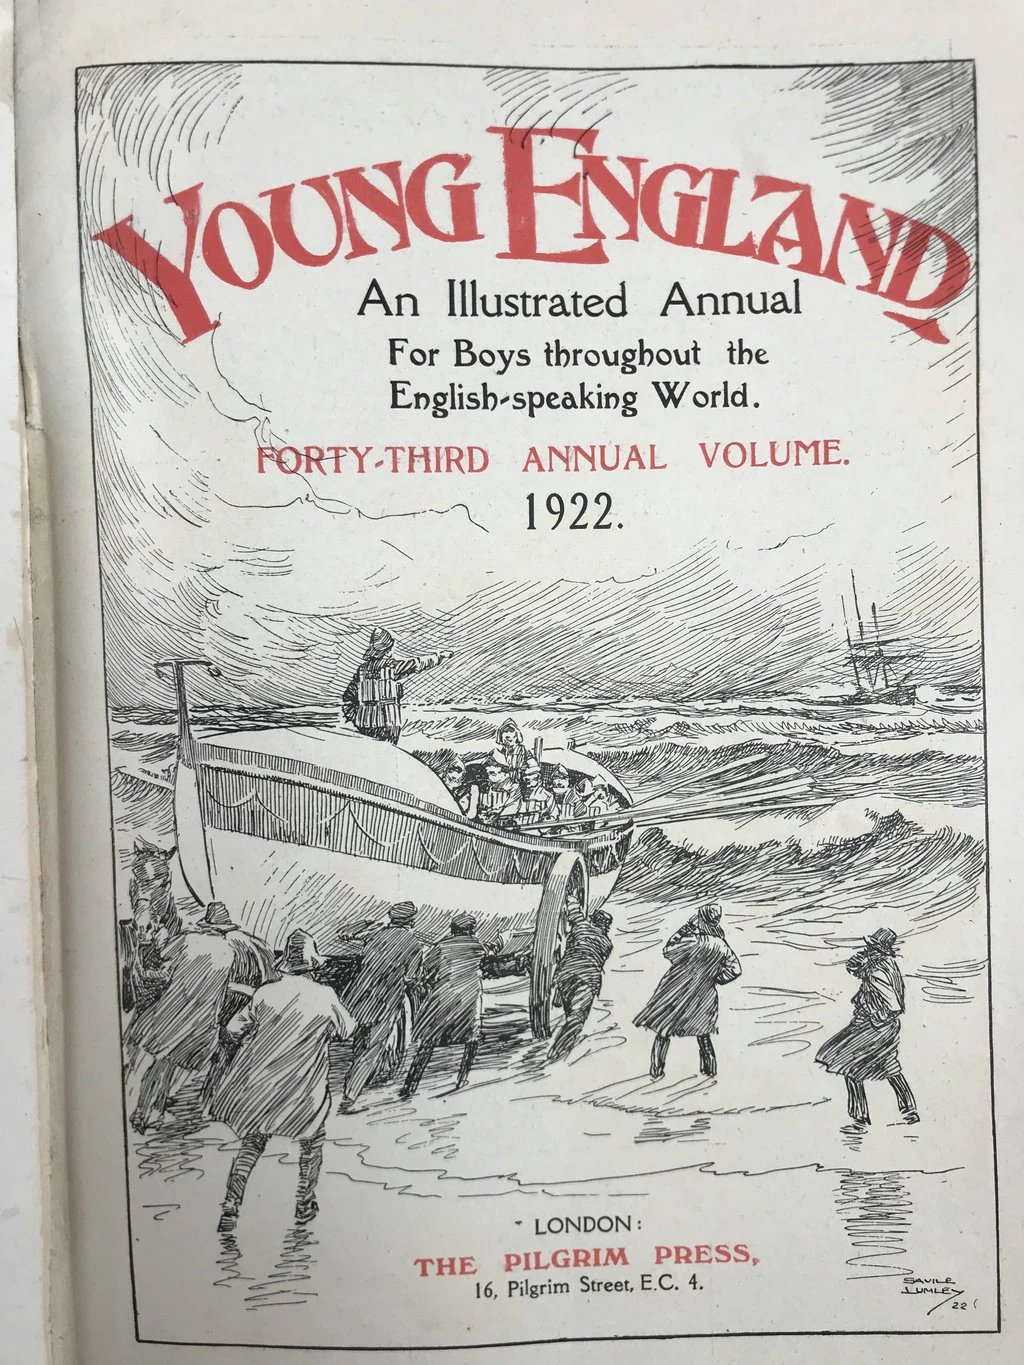 YOUNG ENGLAND
An Illustrated Annual
For Boys throughout the
English-speaking World.
FORTY-THIRD ANNUAL VOLUME.
1922.
LONDON:
THE PILGRIM PRESS,
16, Pilgrim Street, E.C. 4.
SAVILE
LUMLEY
22